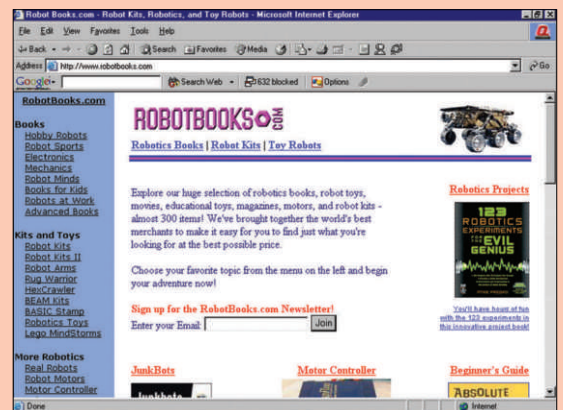 Robot Books.com - Robot Kits, Robotics, and Toy Robots - Microsoft Internet Explorer
File Edit View Favorites Tools Help
Back Search Favorites Media
Address http://www.robotbooks.com Go
Google Search Web 632 blocked Options
RobotBooks.com
Books
Hobby Robots
Robot Sports
Electronics
Mechanics
Robot Minds
Books for Kids
Robots at Work
Advanced Books
Kits and Toys
Robot Kits
Robot Kits II
Robot Arms
Rug Warrior
HexCrawler
BEAM Kits
BASIC Stamp
Robotics Toys
Lego MindStorms
More Robotics
Real Robots
Robot Motors
Motor Controller
ROBOTBOOKS.COM
Robotics Books | Robot Kits | Toy Robots
Explore our huge selection of robotics books, robot toys,
movies, educational toys, magazines, motors, and robot kits -
almost 300 items! We've brought together the world's best
merchants to make it easy for you to find just what you're
looking for at the best possible price.
Choose your favorite topic from the menu on the left and begin
your adventure now!
Sign up for the RobotBooks.com Newsletter!
Enter your Email: Join
Robotics Projects
123
ROBOTICS
EXPERIMENTS
FOR THE EVIL
GENIUS
You'll have hours of fun
with the 123 experiments in
this innovative project book!
JunkBots
Motor Controller
Beginner's Guide
Junkbots
ABSOLUTE
Done
Internet